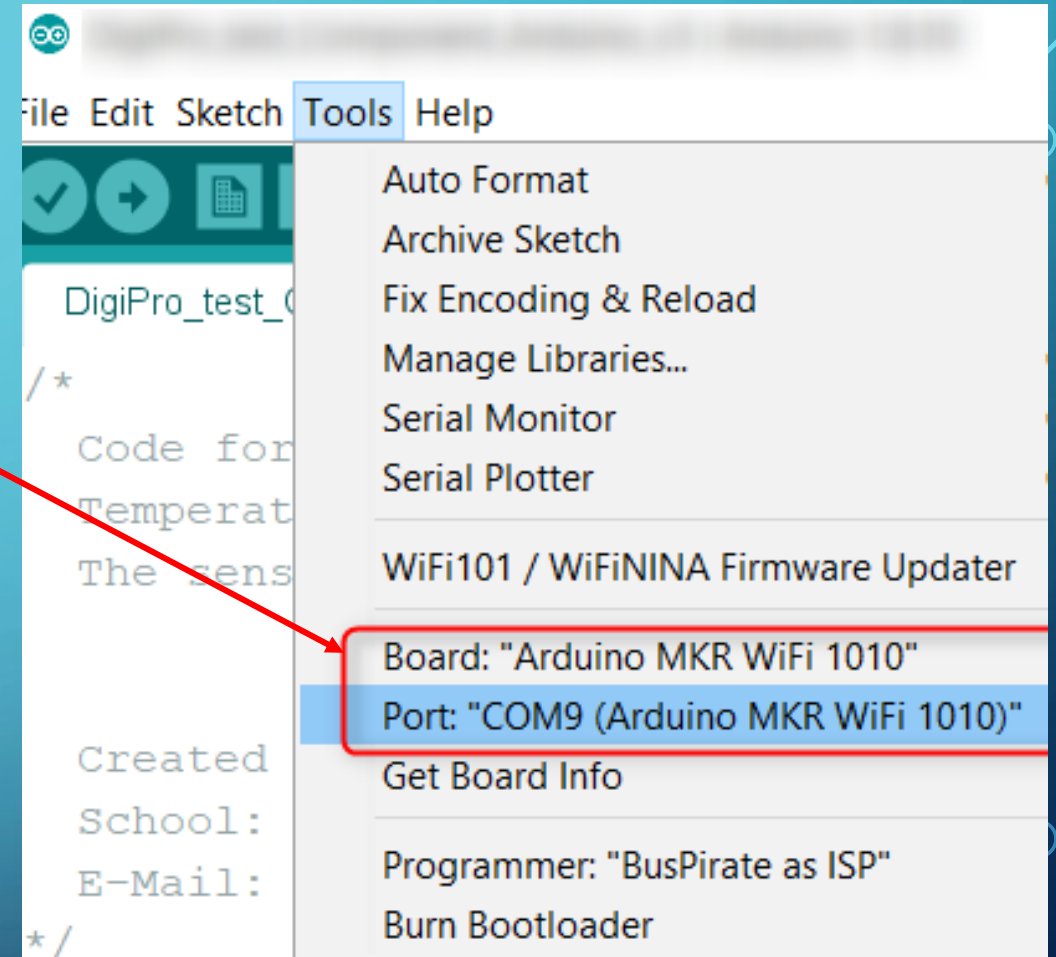 File Edit Sketch Tools Help
Auto Format
Archive Sketch
Fix Encoding & Reload
Manage Libraries...
Serial Monitor
Serial Plotter
WiFi101 / WiFiNINA Firmware Updater
Board: "Arduino MKR WiFi 1010"
Port: "COM9 (Arduino MKR WiFi 1010)"
Get Board Info
Programmer: "BusPirate as ISP"
Burn Bootloader
DigiPro_test_
/*
Code for
Temperat
The sens
Created
School:
E-Mail:
*/